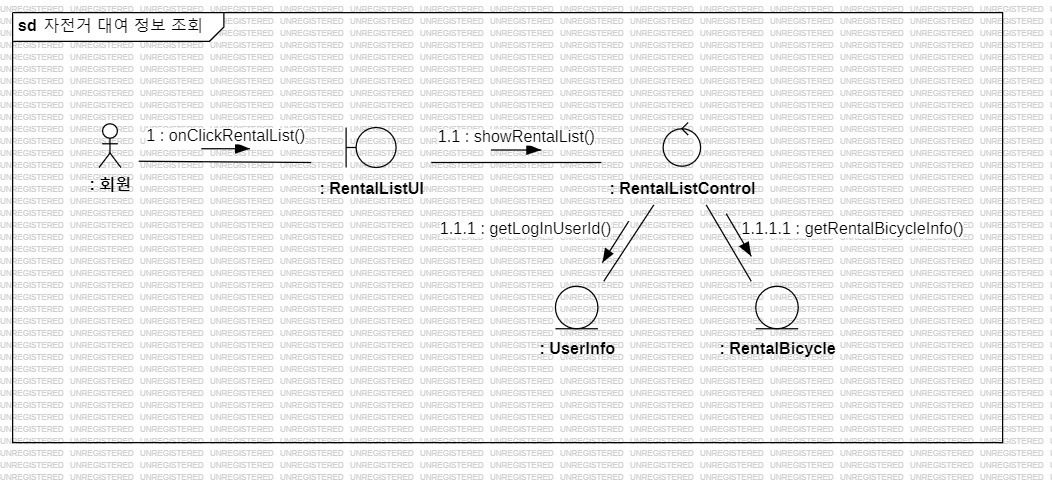 sd 자전거 대여 정보 조회
1 : onClickRentalList()
1.1 : showRentalList()
: 회원
: RentalListUI
: RentalListControl
1.1.1 : getLogInUserId()
1.1.1.1 : getRentalBicycleInfo()
: UserInfo
: RentalBicycle
UNREGISTERED